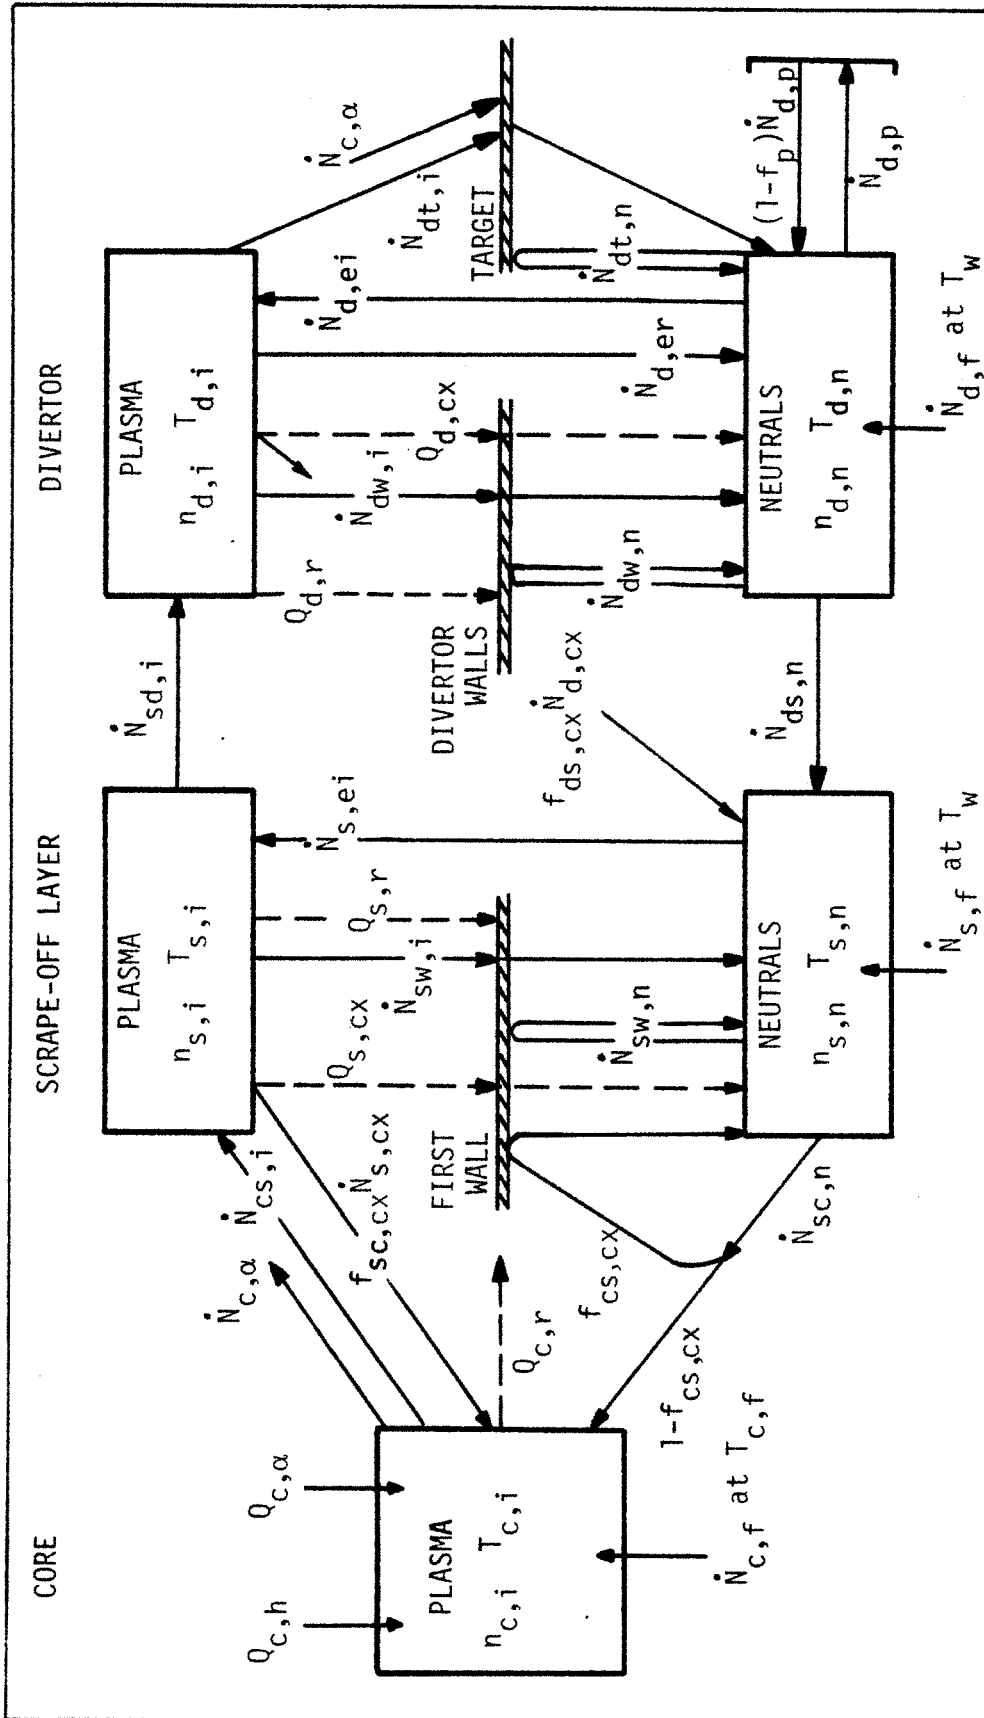 CORE
SCRAPE-OFF LAYER
DIVERTOR
Q_c,h
Q_c,α
PLASMA
n_c,i T_c,i
Ṅ_c,f at T_c,f
Ṅ_c,α
Ṅ_cs,i
f_sc,cx Ṅ_s,cx
Q_c,r
f_cs,cx
1-f_cs,cx
Ṅ_sc,n
PLASMA
n_s,i T_s,i
Q_s,cx
Ṅ_sw,i
Q_s,r
Ṅ_s,ei
FIRST
WALL
Ṅ_sw,n
NEUTRALS
n_s,n T_s,n
Ṅ_s,f at T_w
Ṅ_sd,i
f_ds,cx Ṅ_d,cx
Ṅ_ds,n
PLASMA
n_d,i T_d,i
Q_d,r
Ṅ_dw,i
Q_d,cx
Ṅ_d,er
Ṅ_d,ei
Ṅ_dt,i
Ṅ_c,α
DIVERTOR
WALLS
TARGET
Ṅ_dw,n
Ṅ_dt,n
NEUTRALS
n_d,n T_d,n
Ṅ_d,f at T_w
(1-f_p)Ṅ_d,p
Ṅ_d,p